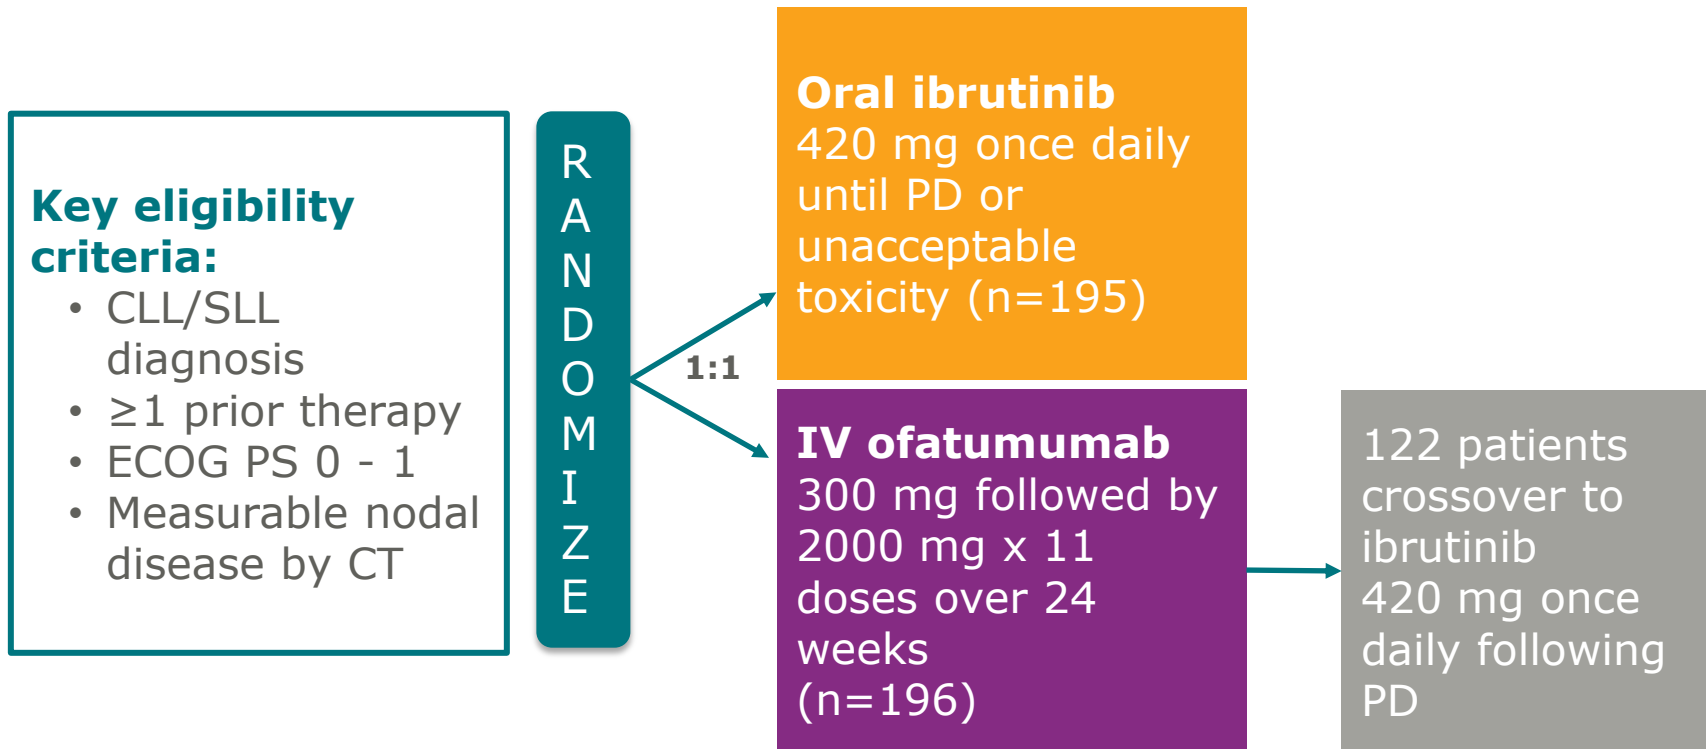 Key eligibility
criteria:
• CLL/SLL
diagnosis
• ≥1 prior therapy
• ECOG PS 0 - 1
• Measurable nodal
disease by CT
R
A
N
D
O
M
I
Z
E
1:1
Oral ibrutinib
420 mg once daily
until PD or
unacceptable
toxicity (n=195)
IV ofatumumab
300 mg followed by
2000 mg x 11
doses over 24
weeks
(n=196)
122 patients
crossover to
ibrutinib
420 mg once
daily following
PD